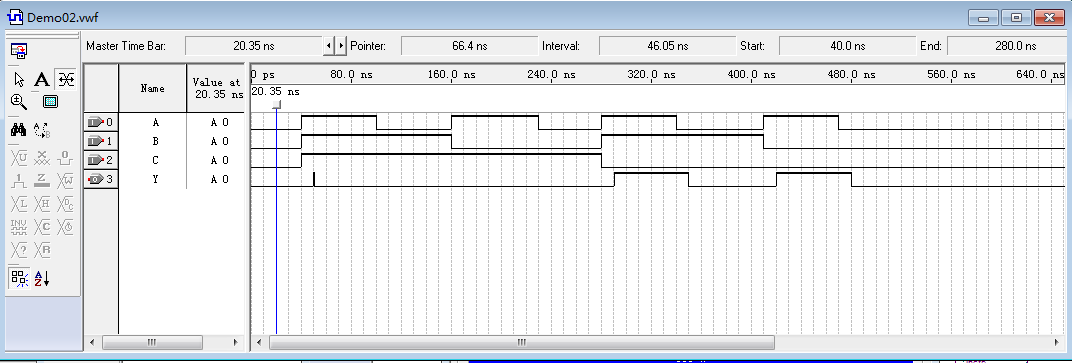 Demo02.vwf
Master Time Bar: 20.35 ns Pointer: 66.4 ns Interval: 46.05 ns Start: 40.0 ns End: 280.0 ns
Name Value at 20.35 ns
0 ps 80.0 ns 160.0 ns 240.0 ns 320.0 ns 400.0 ns 480.0 ns 560.0 ns 640.0 ns
20.35 ns
0 A A 0
1 B A 0
2 C A 0
3 Y A 0